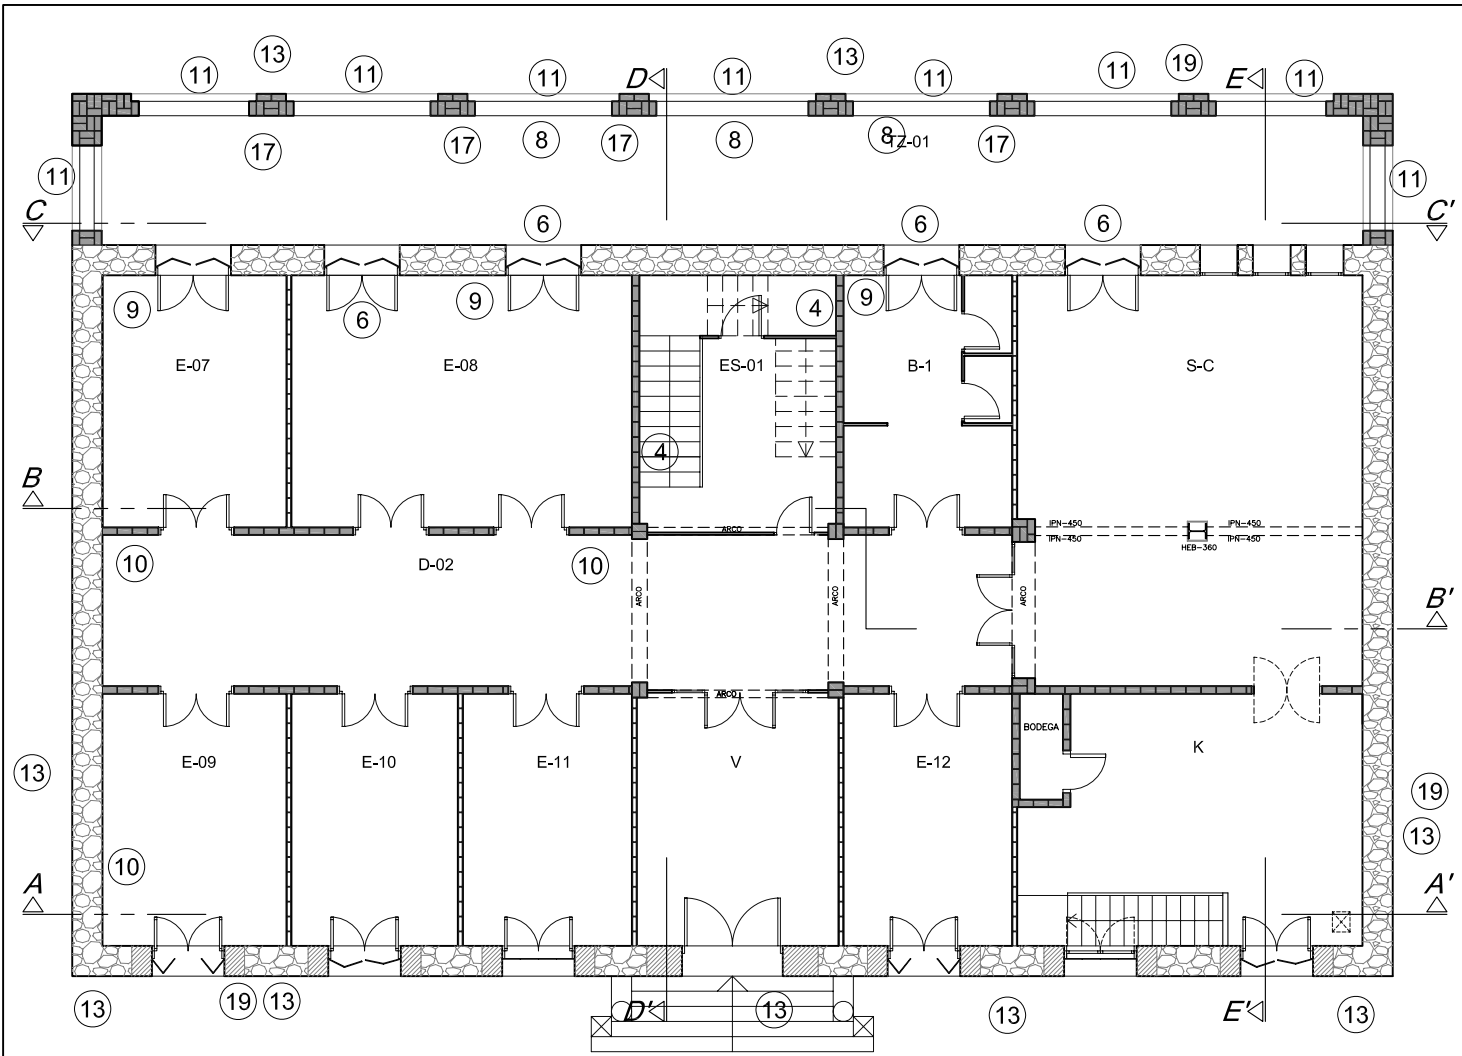 13 13 19
11 11 11 D 11 11 11 E 11
17 17 8 17 8 8 TZ-01 17
11 11
C 6 6 6 C'
9 6 9 4 9
E-07 E-08 ES-01 B-1 S-C
4
B
ARCO IPN-450 IPN-450
IPN-450 HEB-360 IPN-450
10 D-02 10
ARCO ARCO ARCO B'
ARCO
BODEGA
E-09 E-10 E-11 V E-12 K
13 19
13
10
A A'
13 19 13 D' 13 13 E' 13